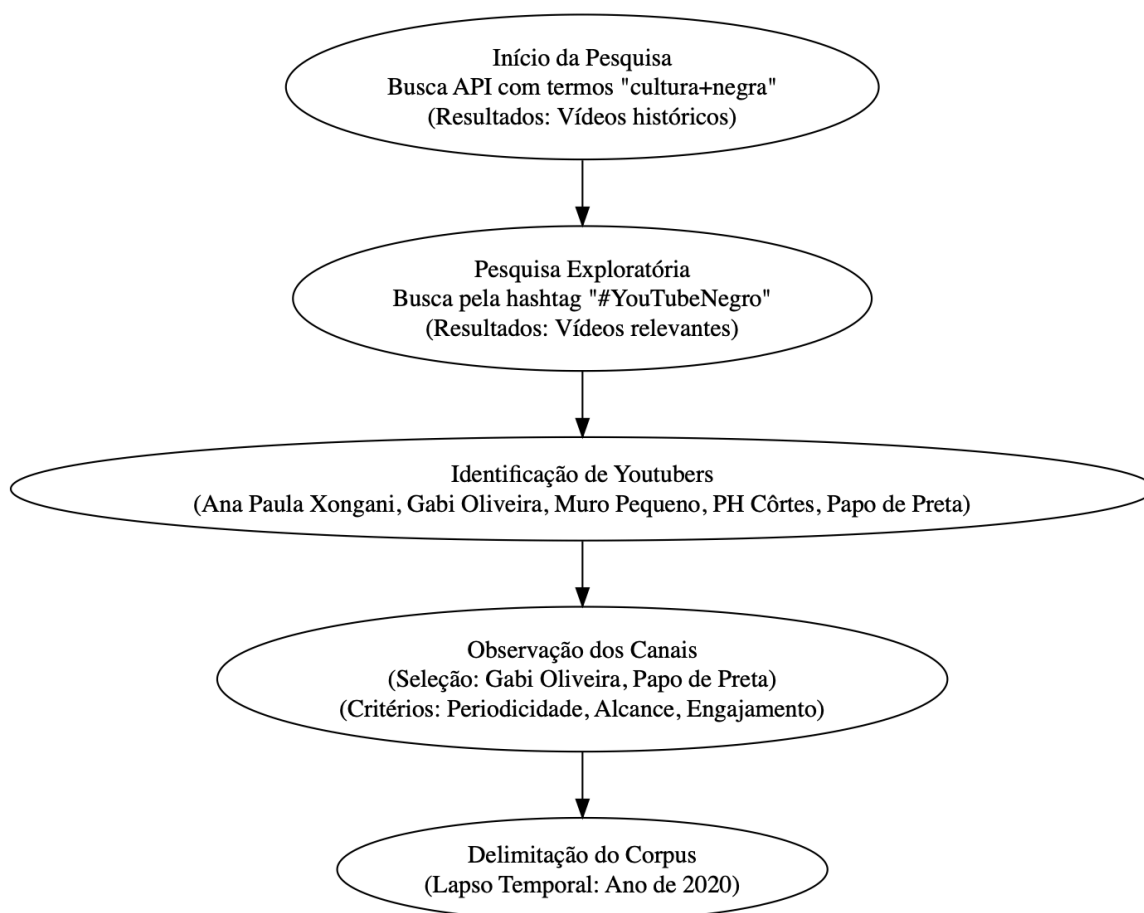 Início da Pesquisa
Busca API com termos "cultura+negra"
(Resultados: Vídeos históricos)
Pesquisa Exploratória
Busca pela hashtag "#YouTubeNegro"
(Resultados: Vídeos relevantes)
Identificação de Youtubers
(Ana Paula Xongani, Gabi Oliveira, Muro Pequeno, PH Côrtes, Papo de Preta)
Observação dos Canais
(Seleção: Gabi Oliveira, Papo de Preta)
(Critérios: Periodicidade, Alcance, Engajamento)
Delimitação do Corpus
(Lapso Temporal: Ano de 2020)